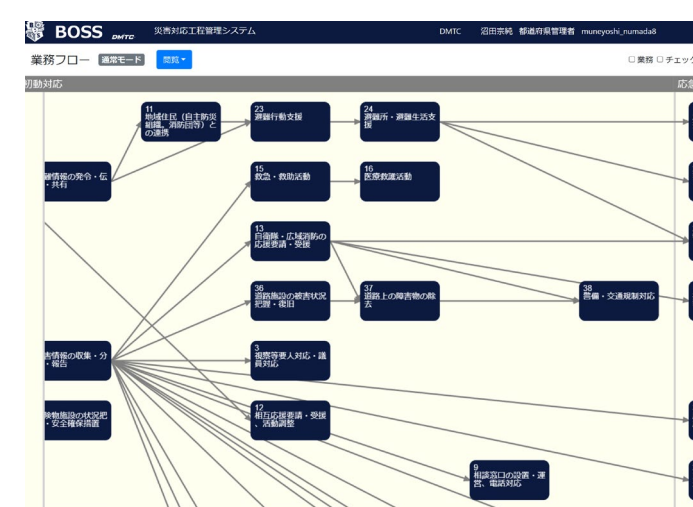 BOSS DMTC 災害対応工程管理システム DMTC 沼田宗純 都道府県管理者 muneyoshi_numada8
業務フロー 通常モード 閲覧 業務 チェック
初動対応 応急
11
地域住民（自主防災
組織。消防団等）と
の連携
23
避難行動支援
24
避難所・避難生活支
援
難情報の発令・伝
・共有
15
救急・救助活動
16
医療救護活動
13
自衛隊・広域消防の
応援要請・受援
36
道路施設の被害状況
把握・復旧
37
道路上の障害物の除
去
38
警備・交通規制対応
害情報の収集・分
・報告
3
視察等要人対応・議
員対応
険物施設の状況把
・安全確保措置
12
相互応援要請・受援
、活動調整
9
相談窓口の設置・運
営、電話対応